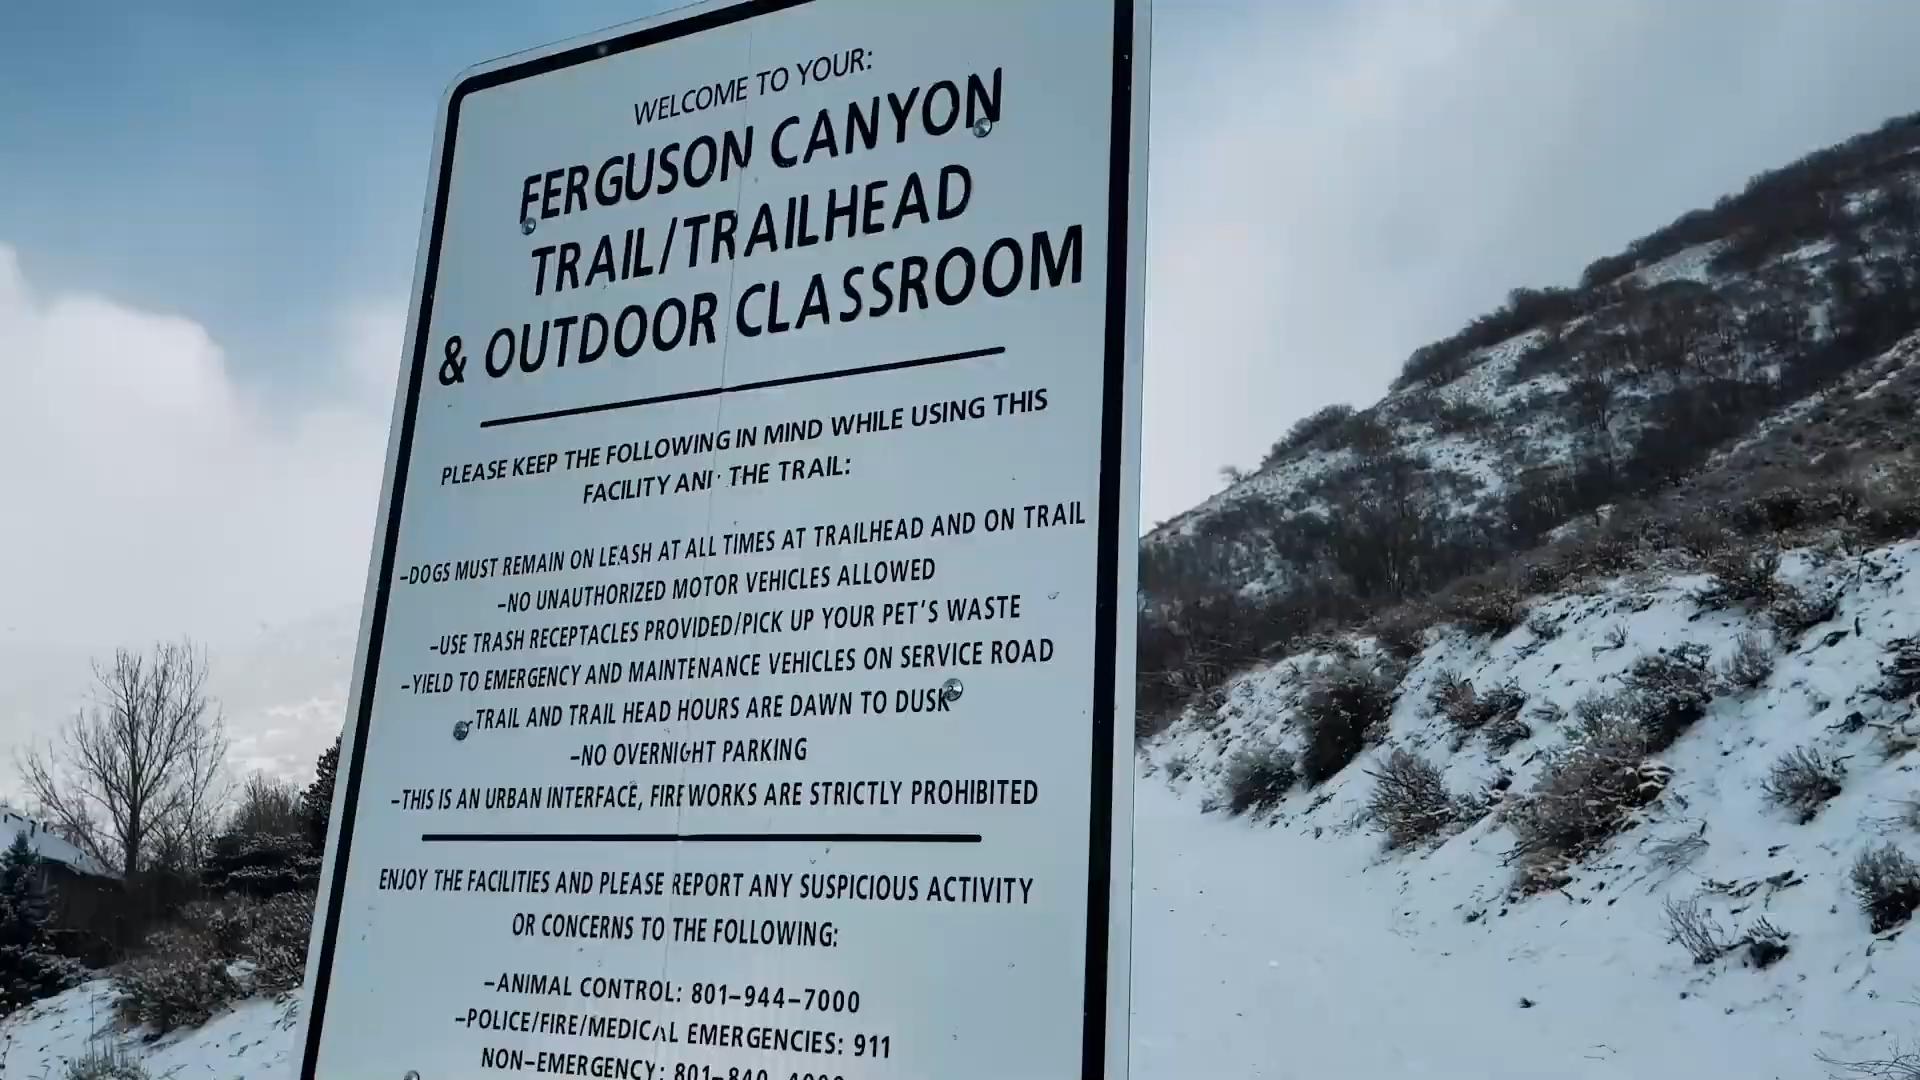 WELCOME TO YOUR:
FERGUSON CANYON
TRAIL/TRAILHEAD
& OUTDOOR CLASSROOM
PLEASE KEEP THE FOLLOWING IN MIND WHILE USING THIS
FACILITY AND THE TRAIL:
-DOGS MUST REMAIN ON LEASH AT ALL TIMES AT TRAILHEAD AND ON TRAIL
-NO UNAUTHORIZED MOTOR VEHICLES ALLOWED
-USE TRASH RECEPTACLES PROVIDED/PICK UP YOUR PET'S WASTE
-YIELD TO EMERGENCY AND MAINTENANCE VEHICLES ON SERVICE ROAD
-TRAIL AND TRAIL HEAD HOURS ARE DAWN TO DUSK
-NO OVERNIGHT PARKING
-THIS IS AN URBAN INTERFACE, FIREWORKS ARE STRICTLY PROHIBITED
ENJOY THE FACILITIES AND PLEASE REPORT ANY SUSPICIOUS ACTIVITY
OR CONCERNS TO THE FOLLOWING:
-ANIMAL CONTROL: 801-944-7000
-POLICE/FIRE/MEDICAL EMERGENCIES: 911
NON-EMERGENCY: